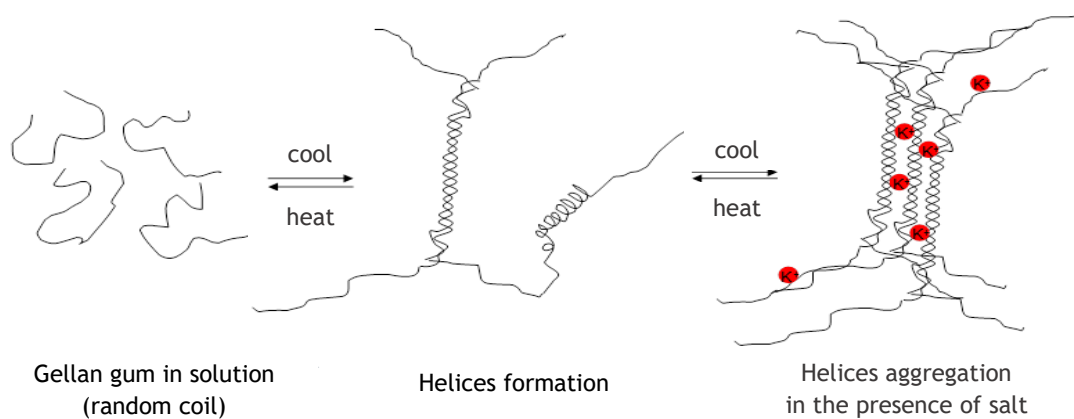 K+
K+
cool
K+
cool
K+
heat
heat
K+
K+
Gellan gum in solution
(random coil)
Helices formation
Helices aggregation
in the presence of salt